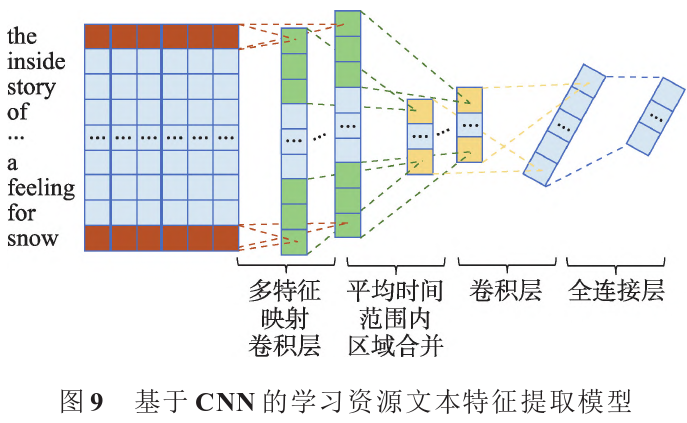 the
inside
story
of
...
a
feeling
for
snow
... ... ... ... ...
... ... ...
... ... ...
... ...
多特征
映射
卷积层
平均时间
范围内
区域合并
卷积层
全连接层
图9 基于CNN的学习资源文本特征提取模型